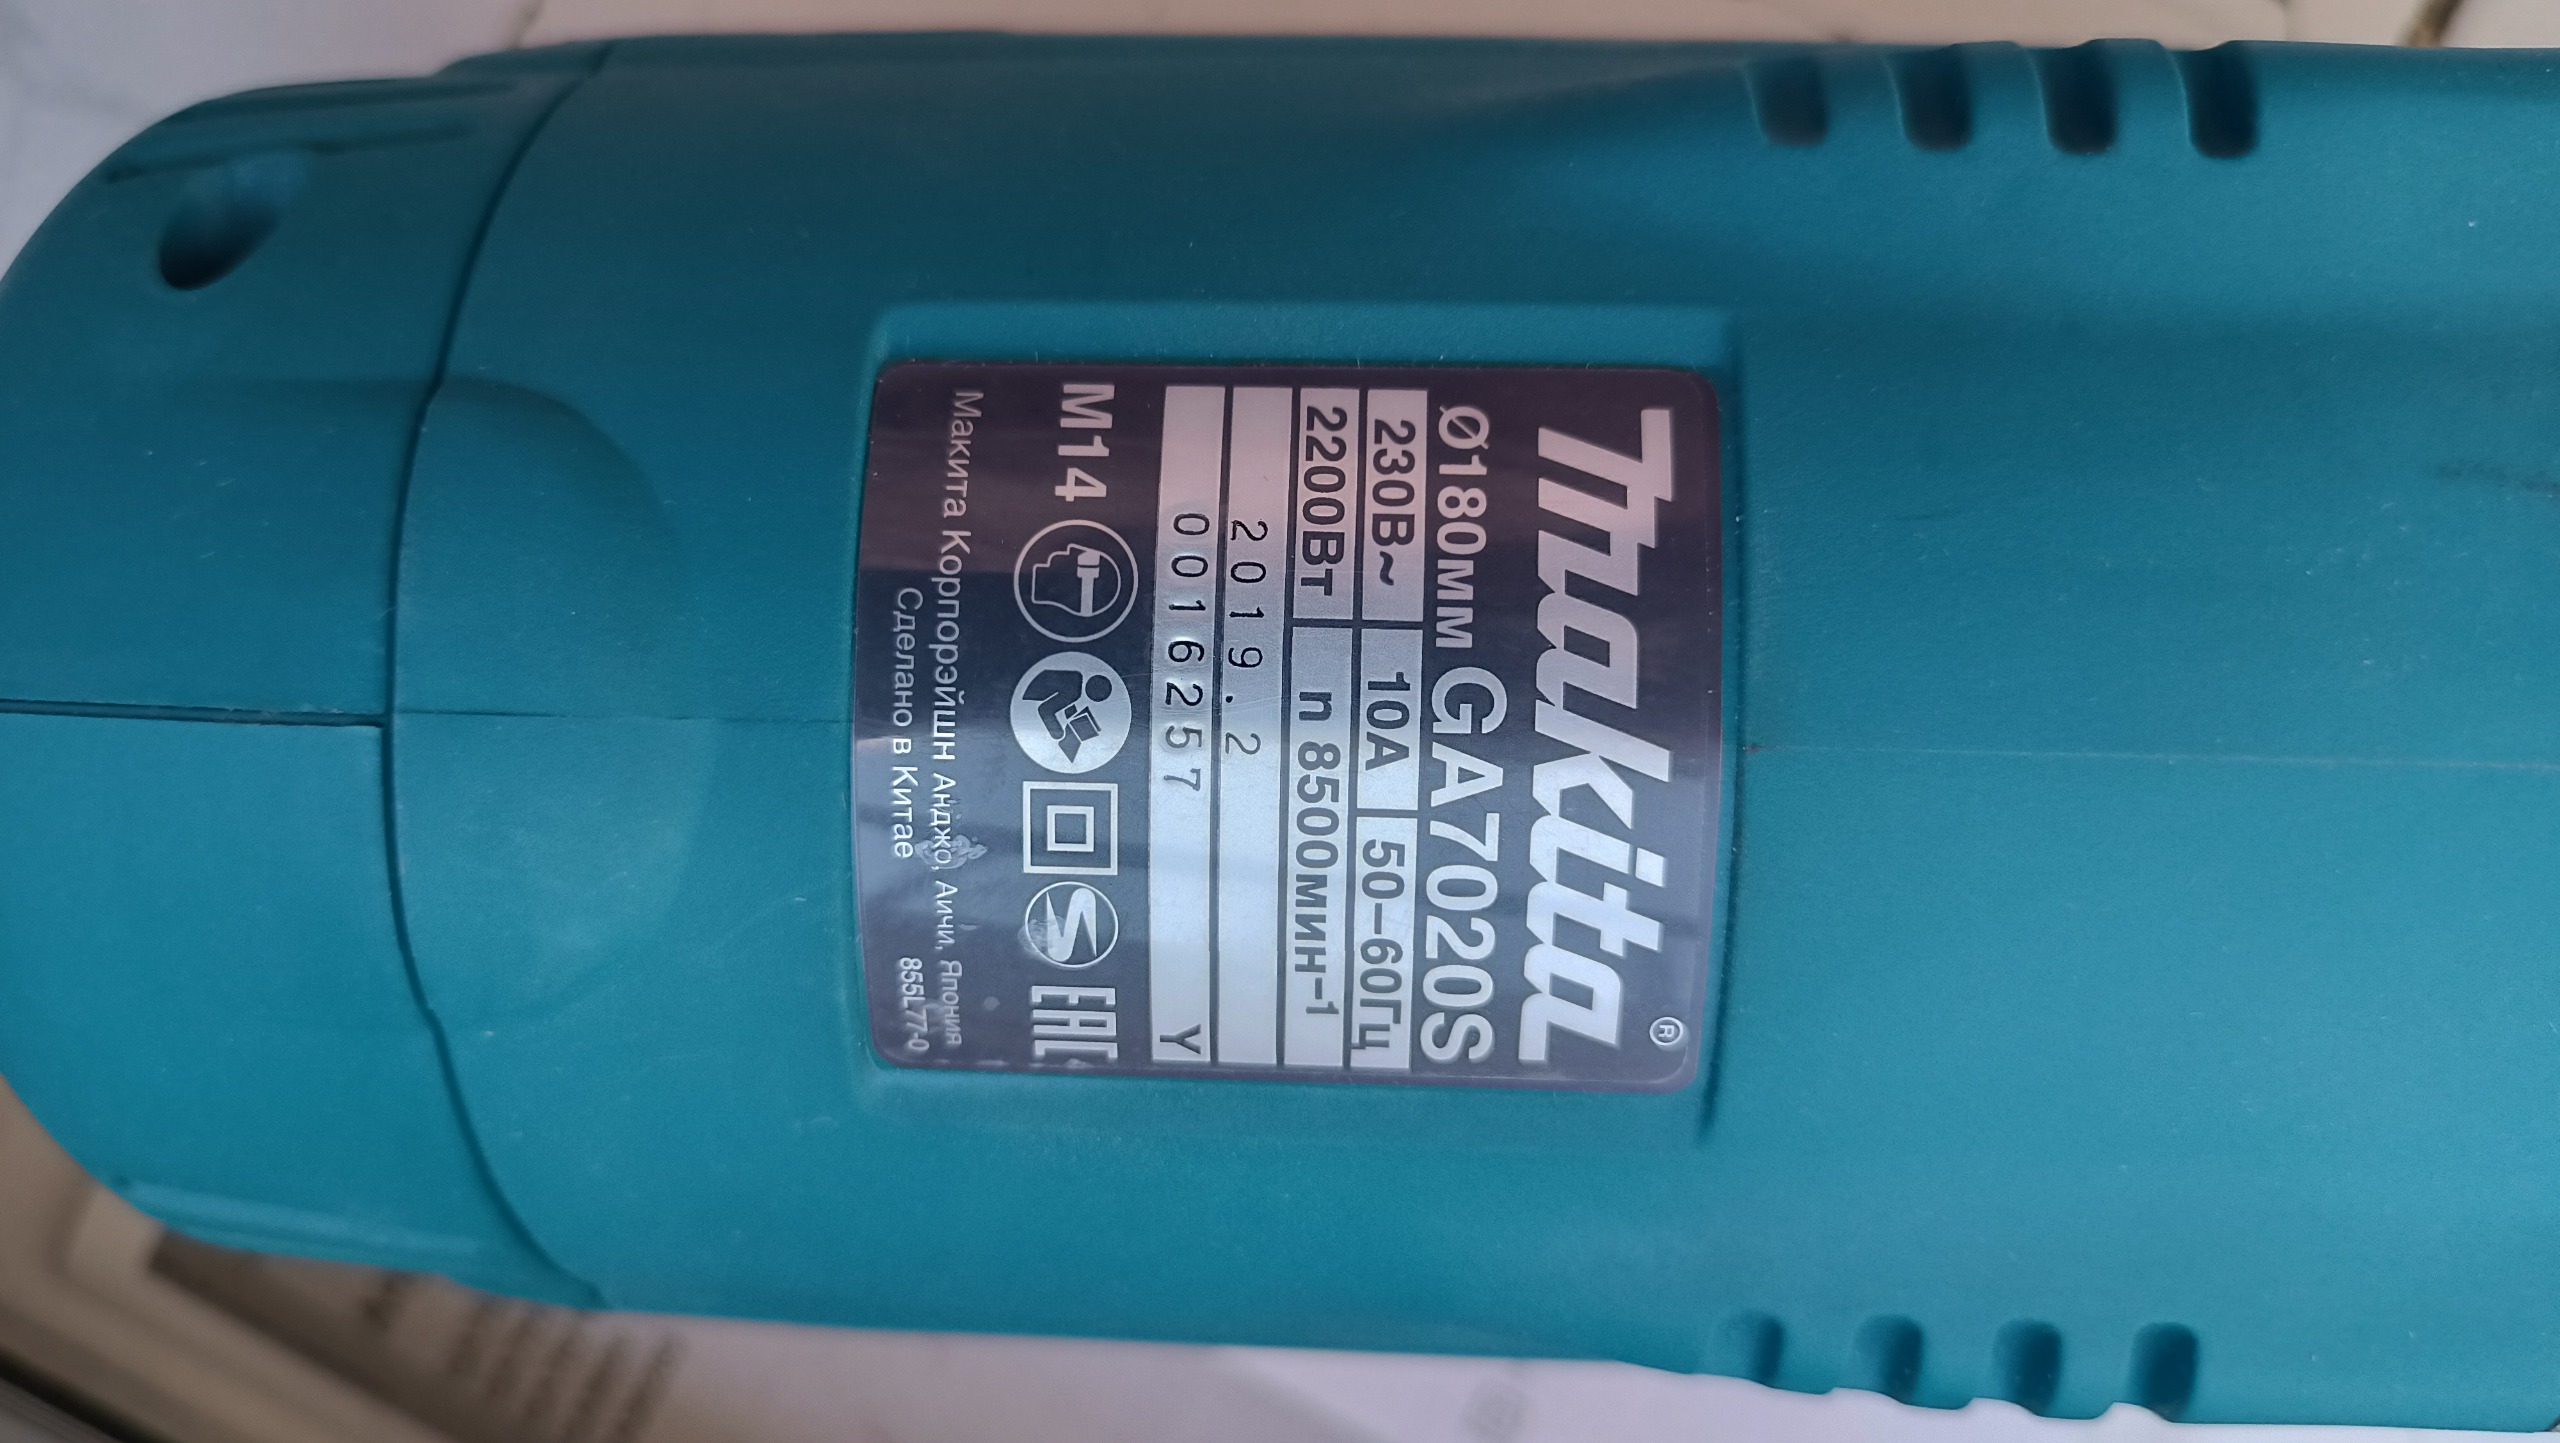 makita®
Ø180мм GA7020S
230В~ 10А 50–60Гц
2200Вт n 8500мин⁻¹
2019.2
0016257 Y
M14 EAC
Макита Корпорэйшн Анджо, Аичи, Япония
Сделано в Китае 855L77-0